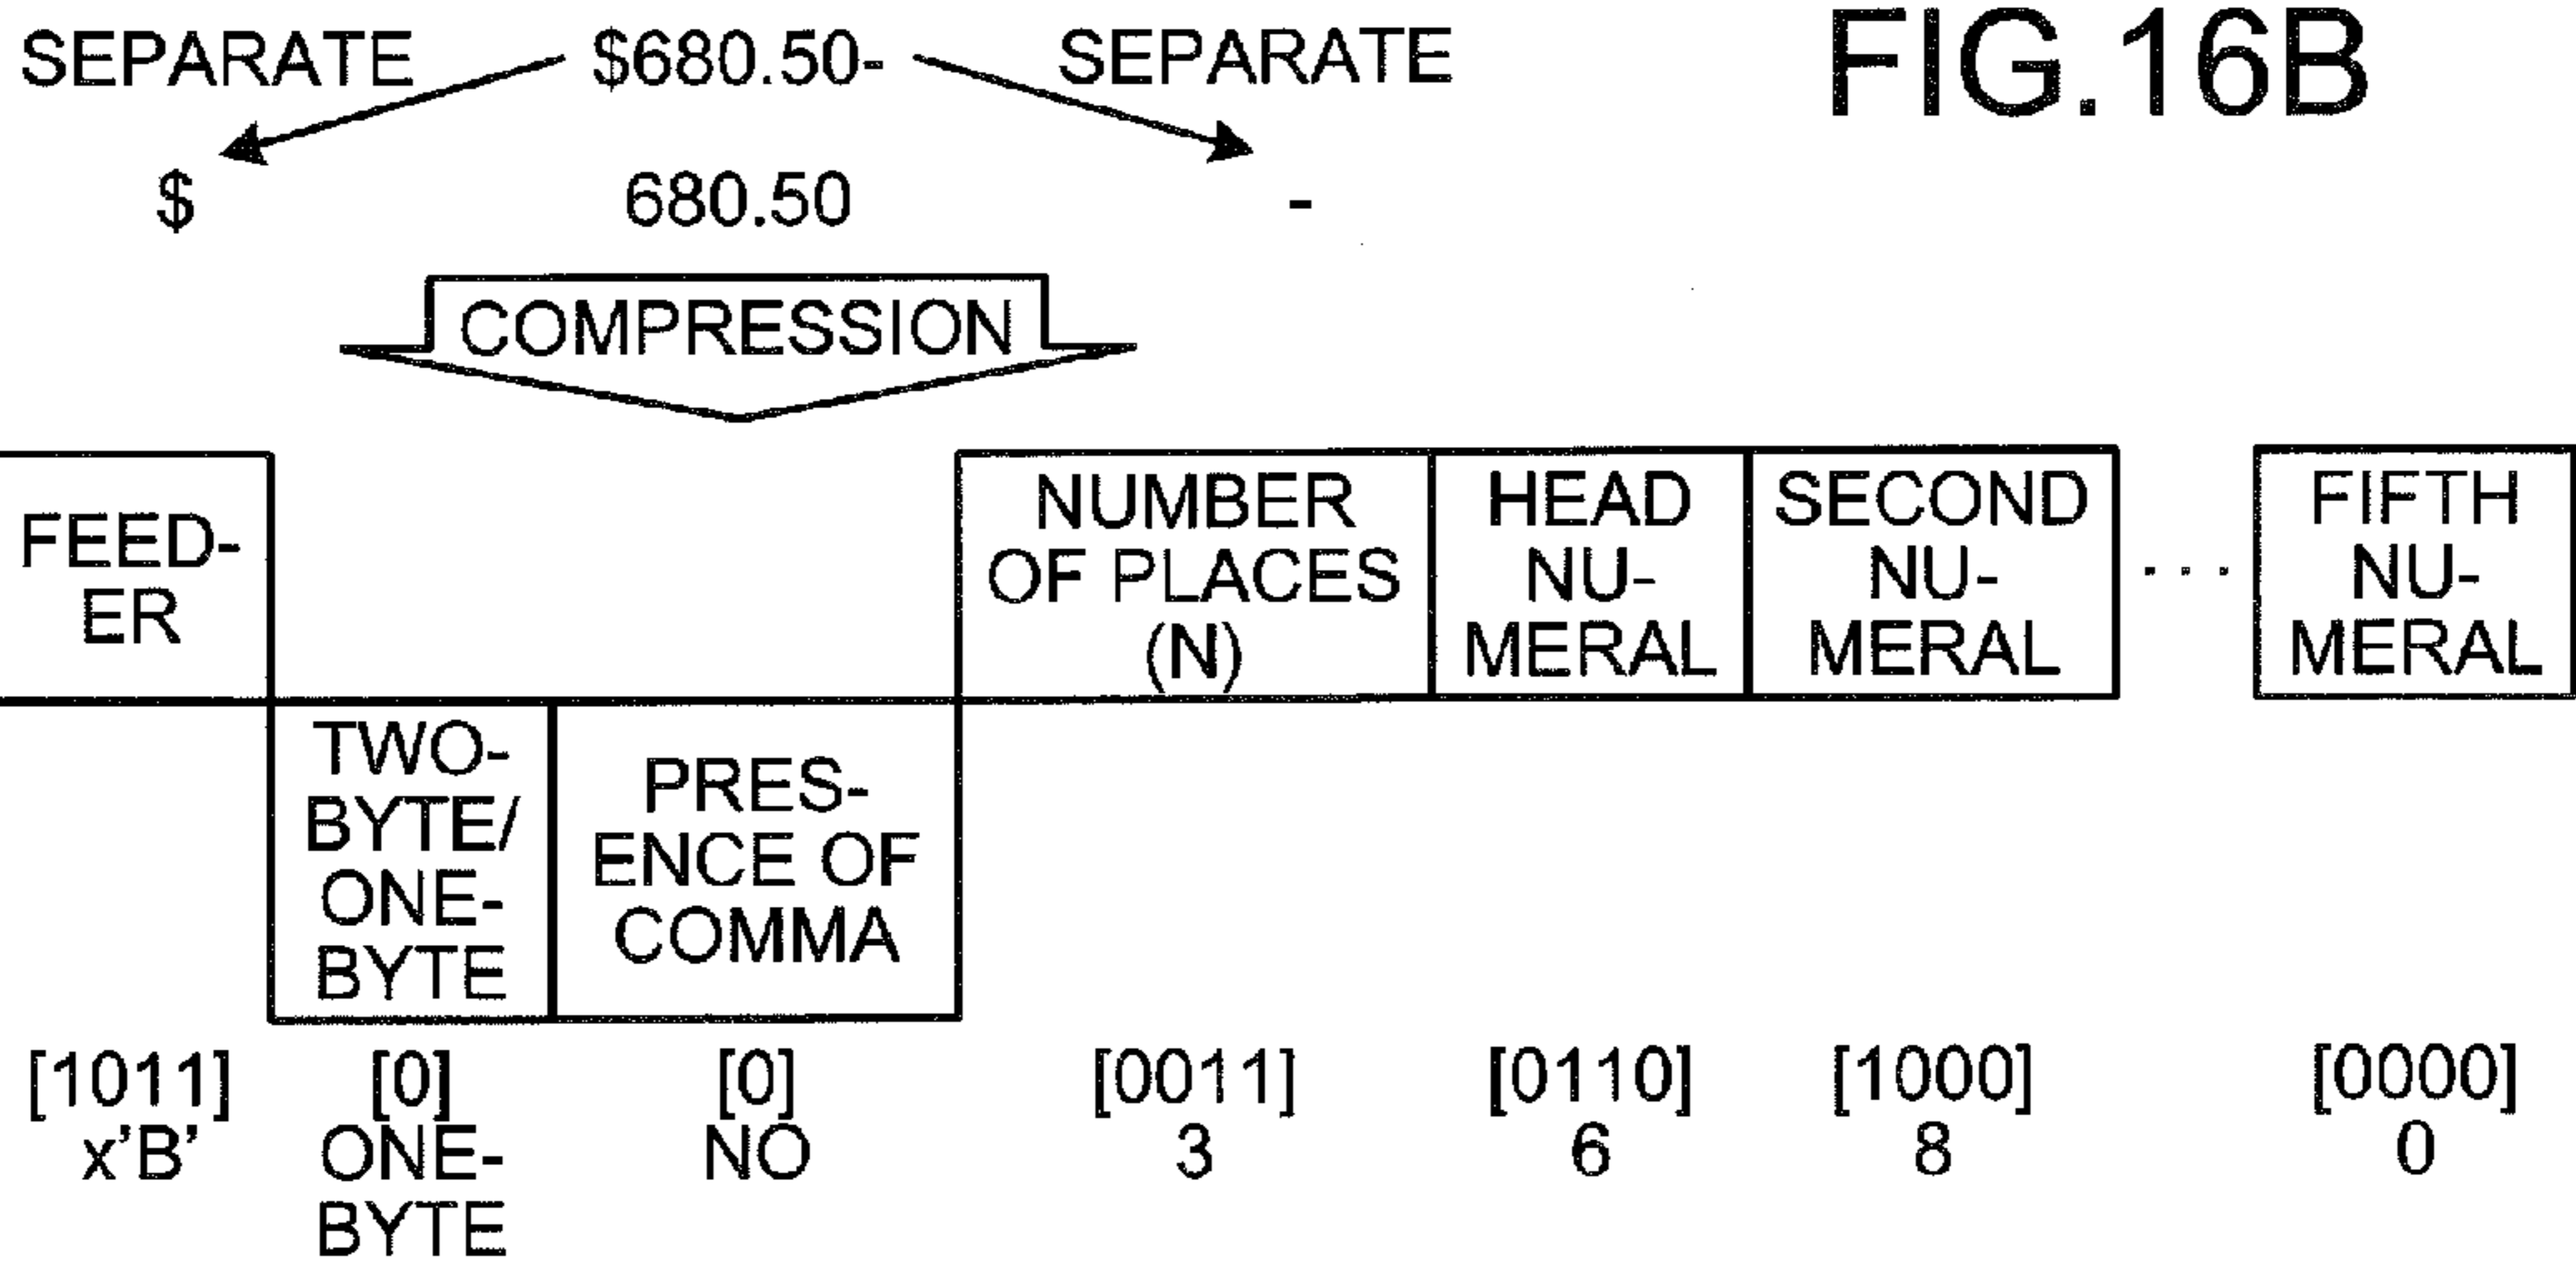 FIG.16B
SEPARATE $680.50- SEPARATE
$ 680.50 -
COMPRESSION
FEED-
ER
TWO-
BYTE/
ONE-
BYTE
PRES-
ENCE OF
COMMA
NUMBER
OF PLACES
(N)
HEAD
NU-
MERAL
SECOND
NU-
MERAL
...
FIFTH
NU-
MERAL
[1011] [0] [0] [0011] [0110] [1000] [0000]
x’B’ ONE- NO 3 6 8 0
BYTE